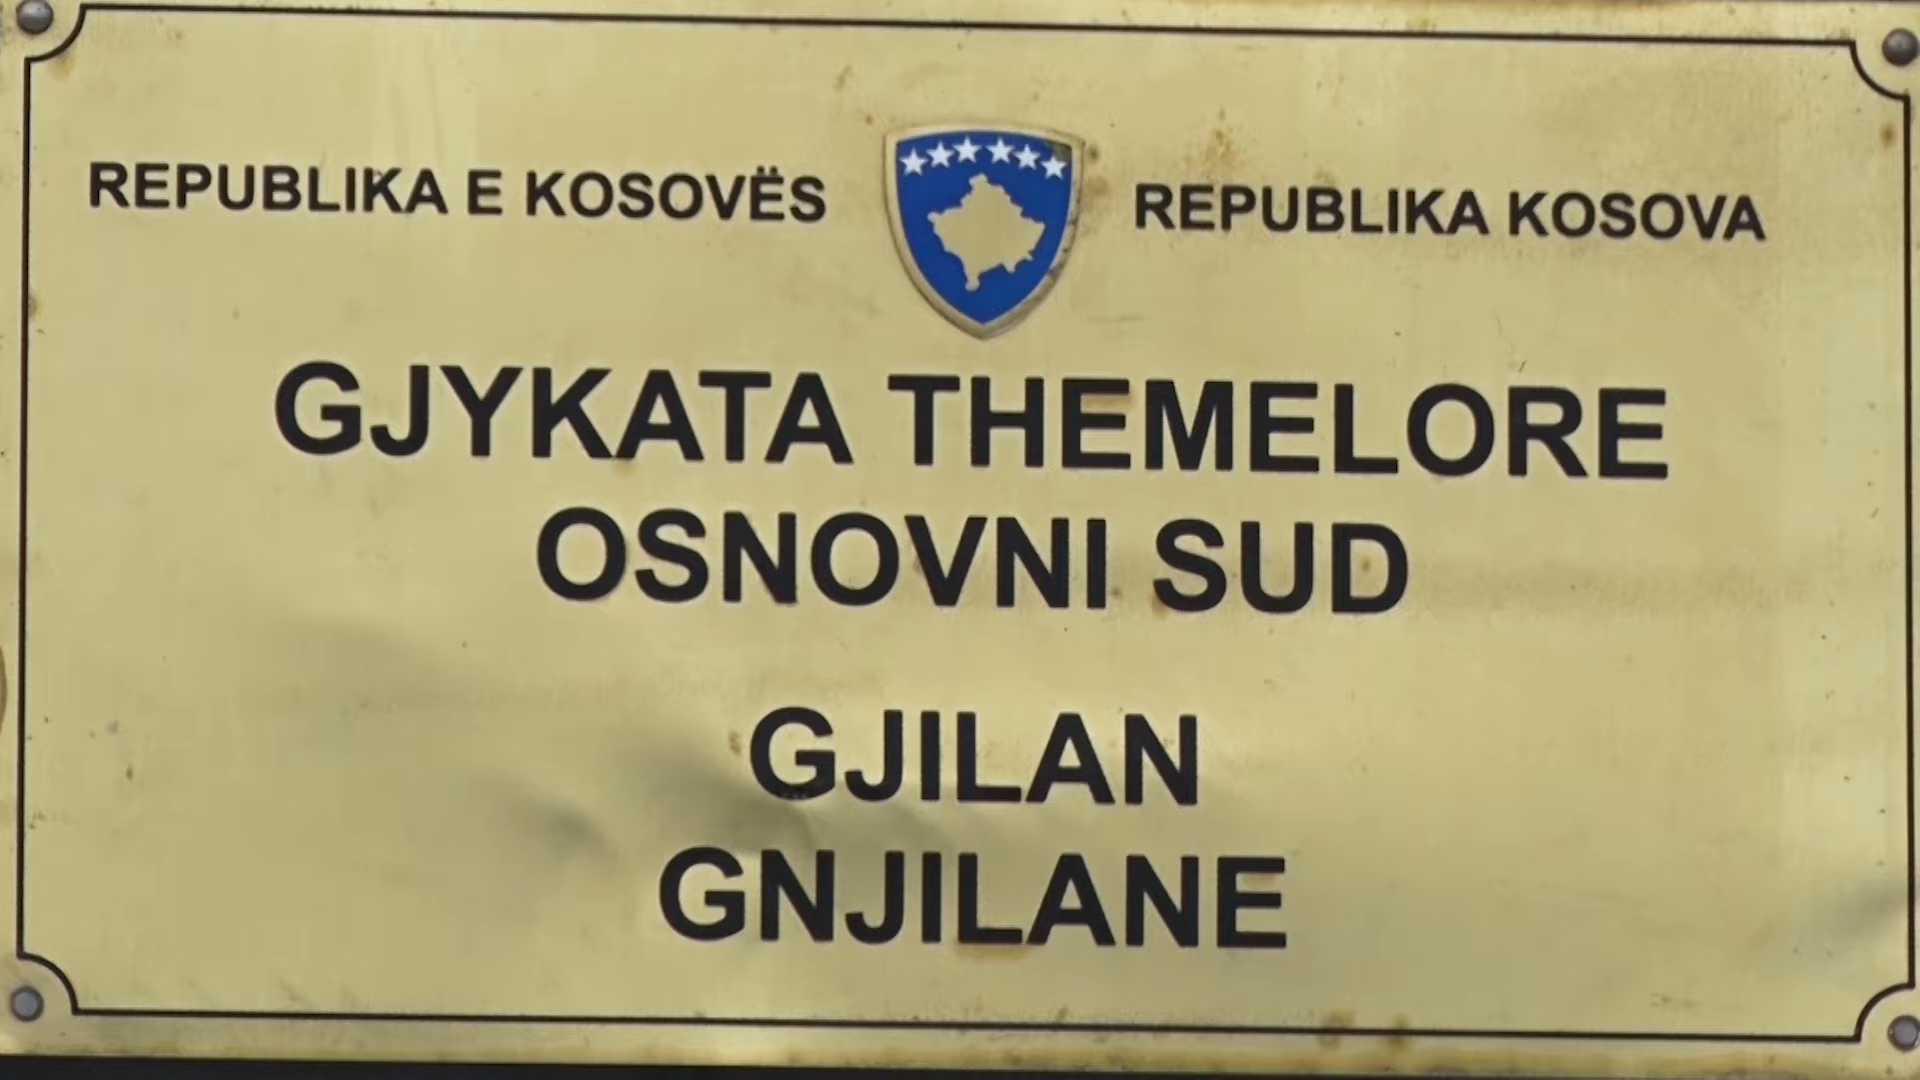 REPUBLIKA E KOSOVËS
REPUBLIKA KOSOVA
GJYKATA THEMELORE
OSNOVNI SUD
GJILAN
GNJILANE